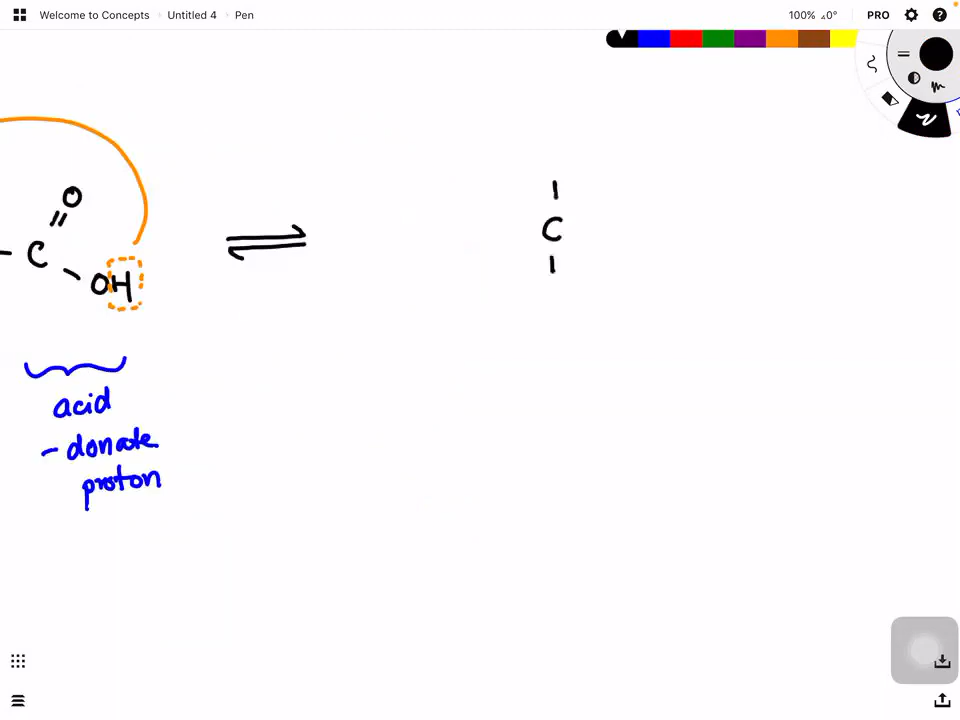 Welcome to Concepts › Untitled 4 › Pen
100% 0°
PRO
O
C
OH
C
acid
- donate
proton